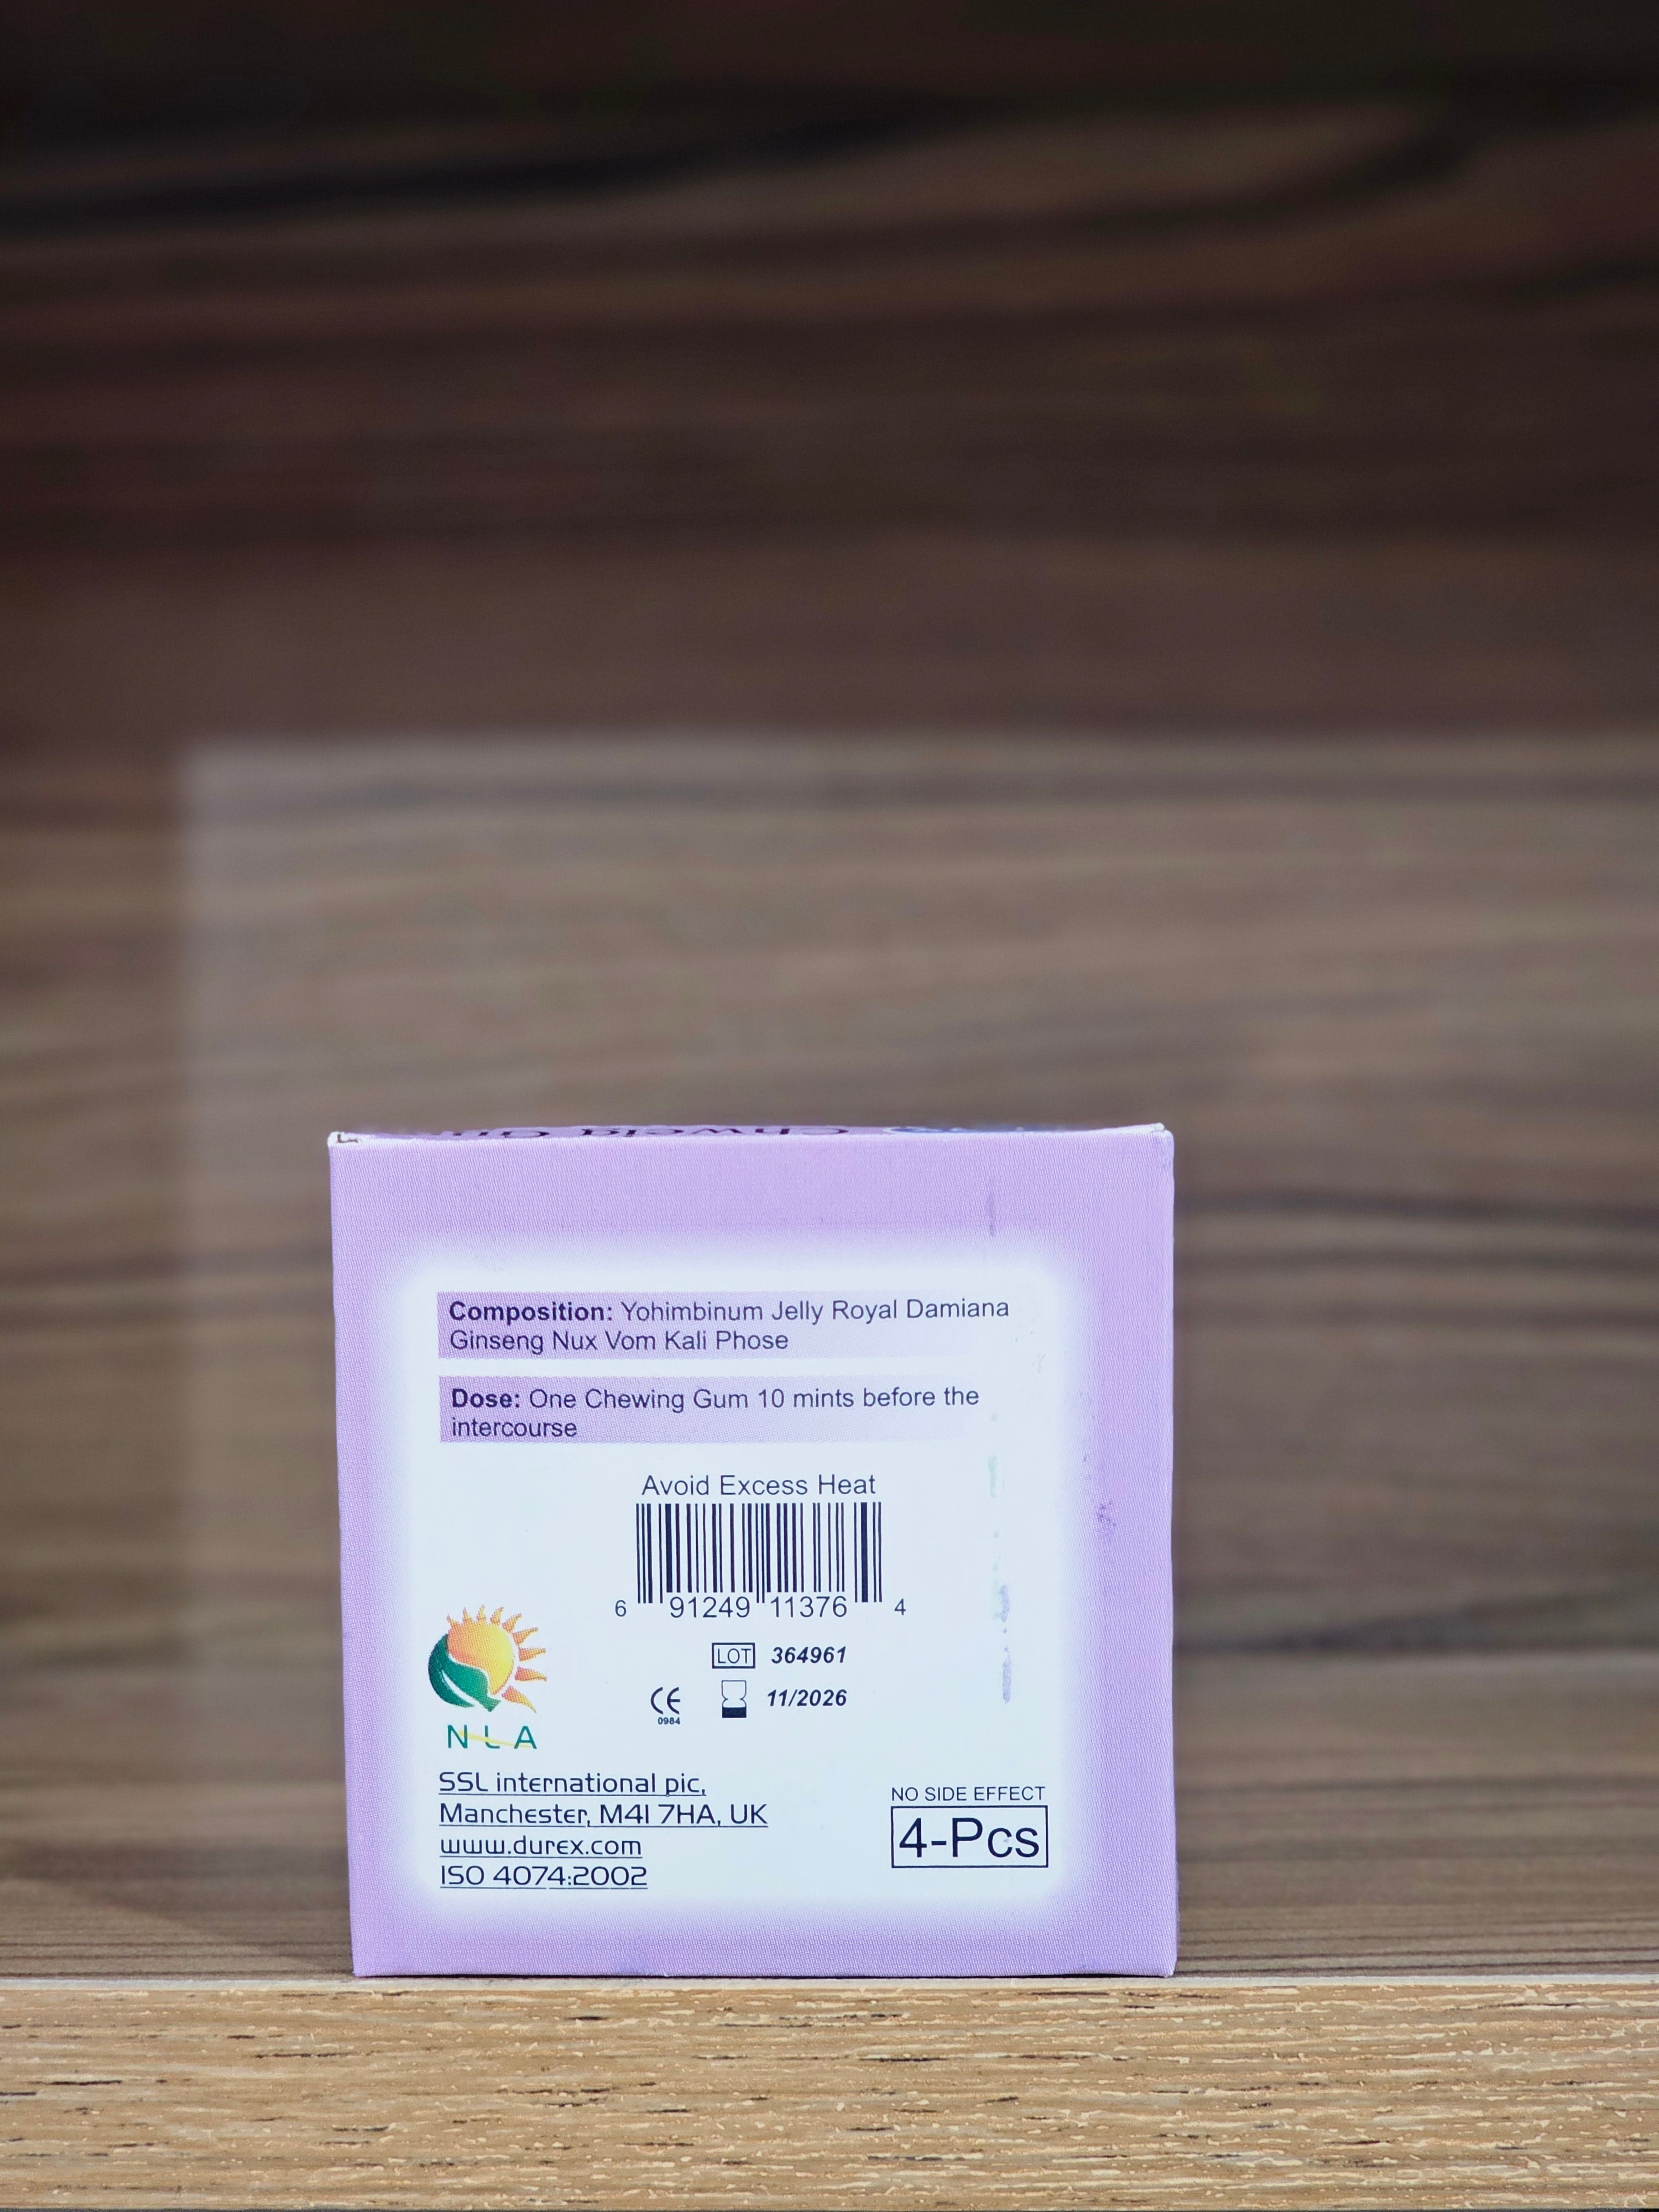 Composition: Yohimbinum Jelly Royal Damiana
Ginseng Nux Vom Kali Phose
Dose: One Chewing Gum 10 mints before the
intercourse
Avoid Excess Heat
6 91249 11376 4
LOT 364961
CE 11/2026
0984
NLA
SSL international pic,
Manchester, M41 7HA, UK
www.durex.com
ISO 4074:2002
NO SIDE EFFECT
4-Pcs